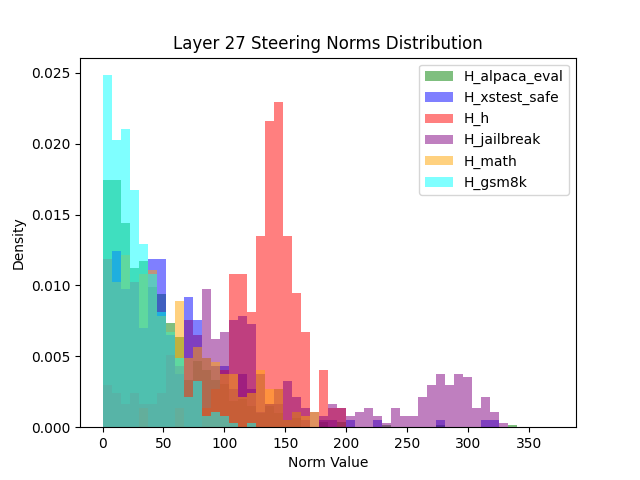 Layer 27 Steering Norms Distribution
Density
0.025
0.020
0.015
0.010
0.005
0.000
0
50
100
150
200
250
300
350
Norm Value
H_alpaca_eval
H_xstest_safe
H_h
H_jailbreak
H_math
H_gsm8k